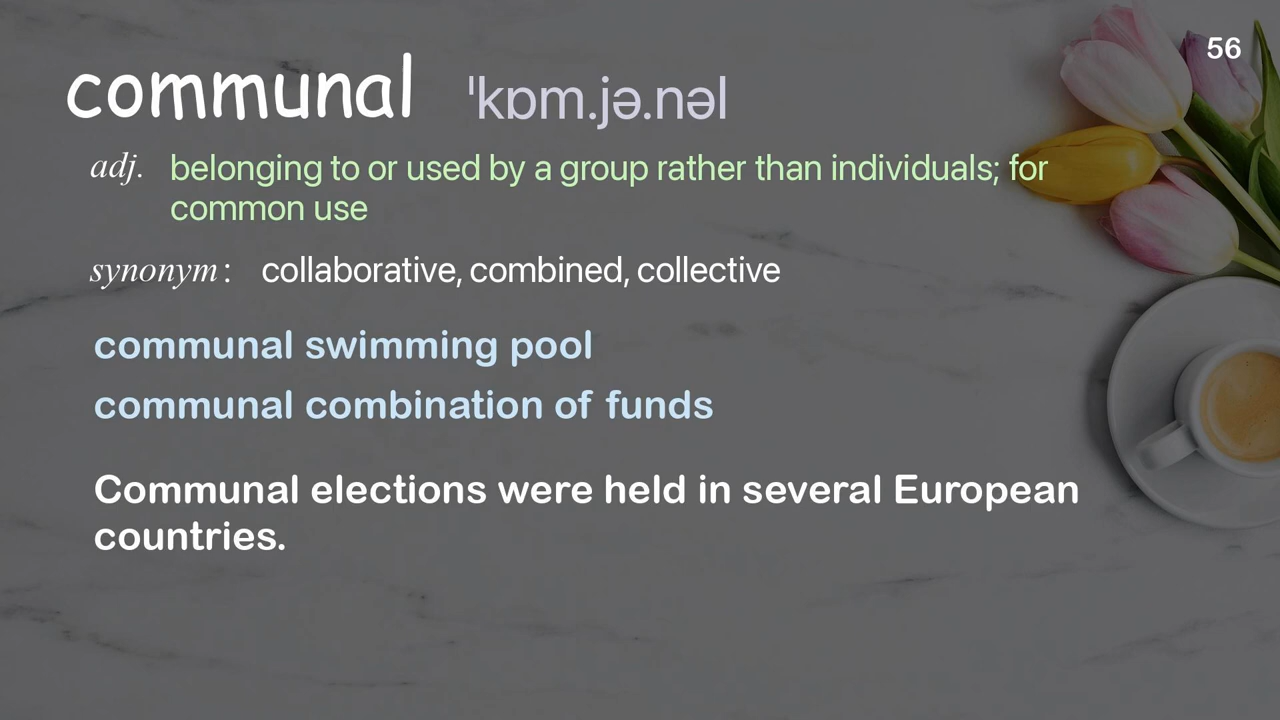 56
communal ˈkɒm.jə.nəl
adj. belonging to or used by a group rather than individuals; for
common use
synonym: collaborative, combined, collective
communal swimming pool
communal combination of funds
Communal elections were held in several European
countries.